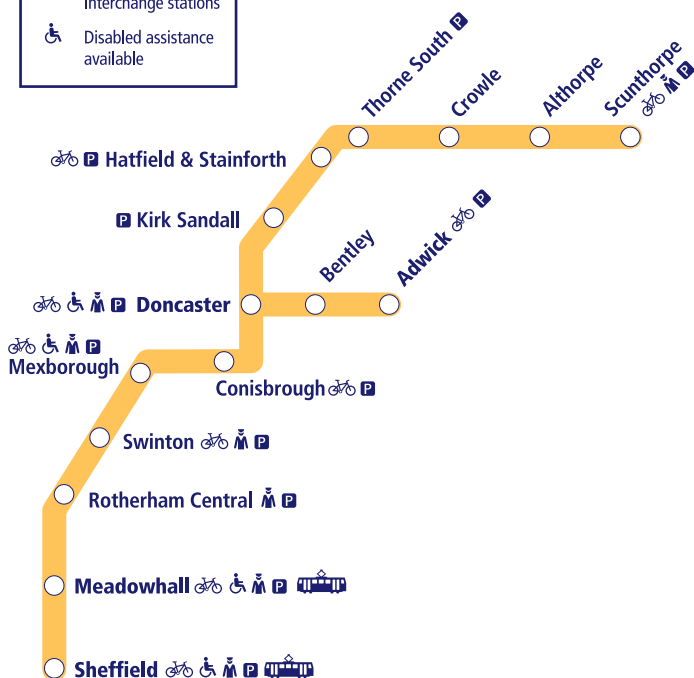 Interchange stations
Disabled assistance
available
Thorne South P
Crowle
Althorpe
Scunthorpe
P
P Hatfield & Stainforth
P Kirk Sandall
Bentley
Adwick P
P Doncaster
P
Mexborough
Conisbrough P
Swinton P
Rotherham Central P
Meadowhall P
Sheffield P